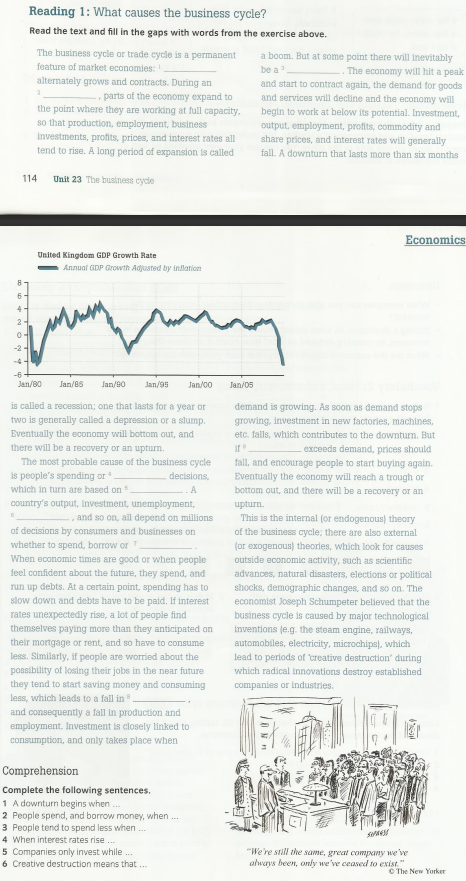 Reading 1: What causes the business cycle?
Read the text and fill in the gaps with words from the exercise above.
The business cycle or trade cycle is a permanent
feature of market economies: 1 __________
alternately grows and contracts. During an
2 __________ , parts of the economy expand to
the point where they are working at full capacity,
so that production, employment, business
investments, profits, prices, and interest rates all
tend to rise. A long period of expansion is called
a boom. But at some point there will inevitably
be a 3 __________ . The economy will hit a peak
and start to contract again, the demand for goods
and services will decline and the economy will
begin to work at below its potential. Investment,
output, employment, profits, commodity and
share prices, and interest rates will generally
fall. A downturn that lasts more than six months
114 Unit 23 The business cycle
Economics
United Kingdom GDP Growth Rate
Annual GDP Growth Adjusted by inflation
8
6
4
2
0
-2
-4
-6
Jan/80 Jan/85 Jan/90 Jan/95 Jan/00 Jan/05
is called a recession; one that lasts for a year or
two is generally called a depression or a slump.
Eventually the economy will bottom out, and
there will be a recovery or an upturn.
The most probable cause of the business cycle
is people's spending or 4 __________ decisions,
which in turn are based on 5 __________ . A
country's output, investment, unemployment,
6 __________ , and so on, all depend on millions
of decisions by consumers and businesses on
whether to spend, borrow or 7 __________ .
When economic times are good or when people
feel confident about the future, they spend, and
run up debts. At a certain point, spending has to
slow down and debts have to be paid. If interest
rates unexpectedly rise, a lot of people find
themselves paying more than they anticipated on
their mortgage or rent, and so have to consume
less. Similarly, if people are worried about the
possibility of losing their jobs in the near future
they tend to start saving money and consuming
less, which leads to a fall in 8 __________ ,
and consequently a fall in production and
employment. Investment is closely linked to
consumption, and only takes place when
demand is growing. As soon as demand stops
growing, investment in new factories, machines,
etc. falls, which contributes to the downturn. But
if 9 __________ exceeds demand, prices should
fall, and encourage people to start buying again.
Eventually the economy will reach a trough or
bottom out, and there will be a recovery or an
upturn.
This is the internal (or endogenous) theory
of the business cycle; there are also external
(or exogenous) theories, which look for causes
outside economic activity, such as scientific
advances, natural disasters, elections or political
shocks, demographic changes, and so on. The
economist Joseph Schumpeter believed that the
business cycle is caused by major technological
inventions (e.g. the steam engine, railways,
automobiles, electricity, microchips), which
lead to periods of 'creative destruction' during
which radical innovations destroy established
companies or industries.
Comprehension
Complete the following sentences.
1 A downturn begins when ...
2 People spend, and borrow money, when ...
3 People tend to spend less when ...
4 When interest rates rise ...
5 Companies only invest while ...
6 Creative destruction means that ...
"We're still the same, great company we've
always been, only we've ceased to exist."
© The New Yorker